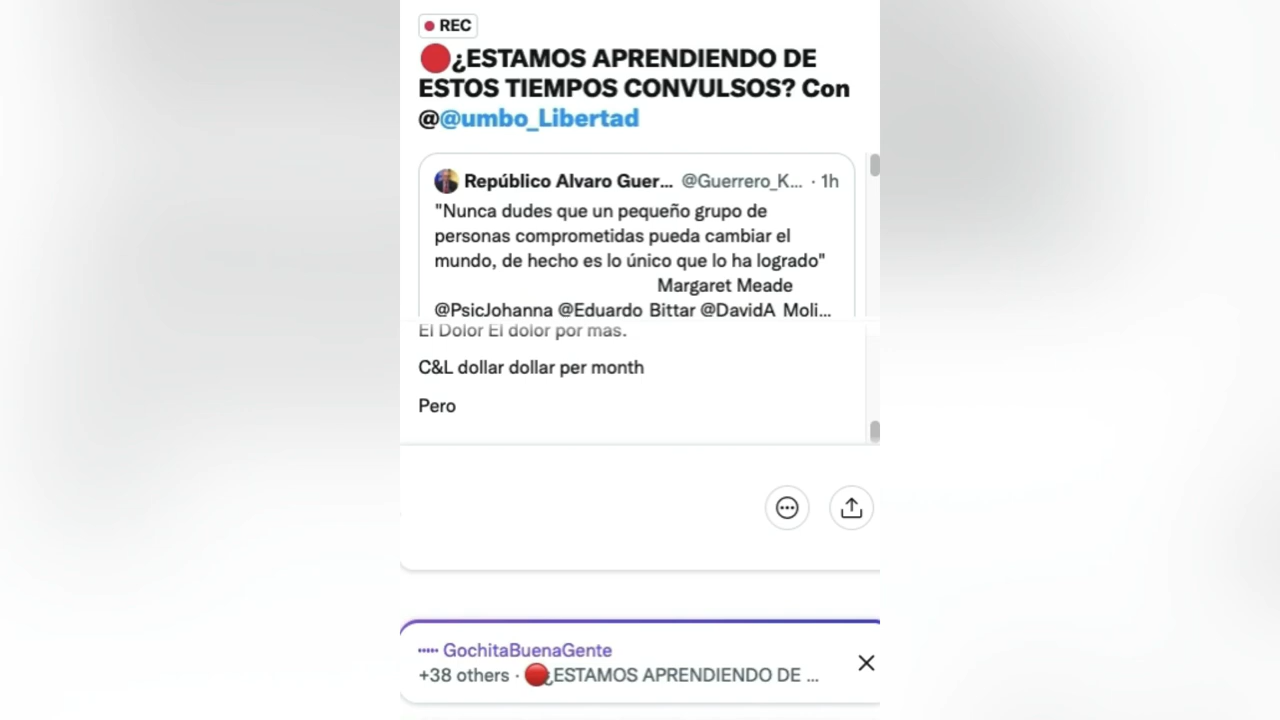 REC
🔴¿ESTAMOS APRENDIENDO DE
ESTOS TIEMPOS CONVULSOS? Con
@@umbo_Libertad
Repúblico Alvaro Guer... @Guerrero_K... · 1h
"Nunca dudes que un pequeño grupo de
personas comprometidas pueda cambiar el
mundo, de hecho es lo único que lo ha logrado"
Margaret Meade
@PsicJohanna @Eduardo_Bittar @DavidA_Moli...
El Dolor El dolor por mas.
C&L dollar dollar per month
Pero
GochitaBuenaGente
+38 others · 🔴¿ESTAMOS APRENDIENDO DE ...